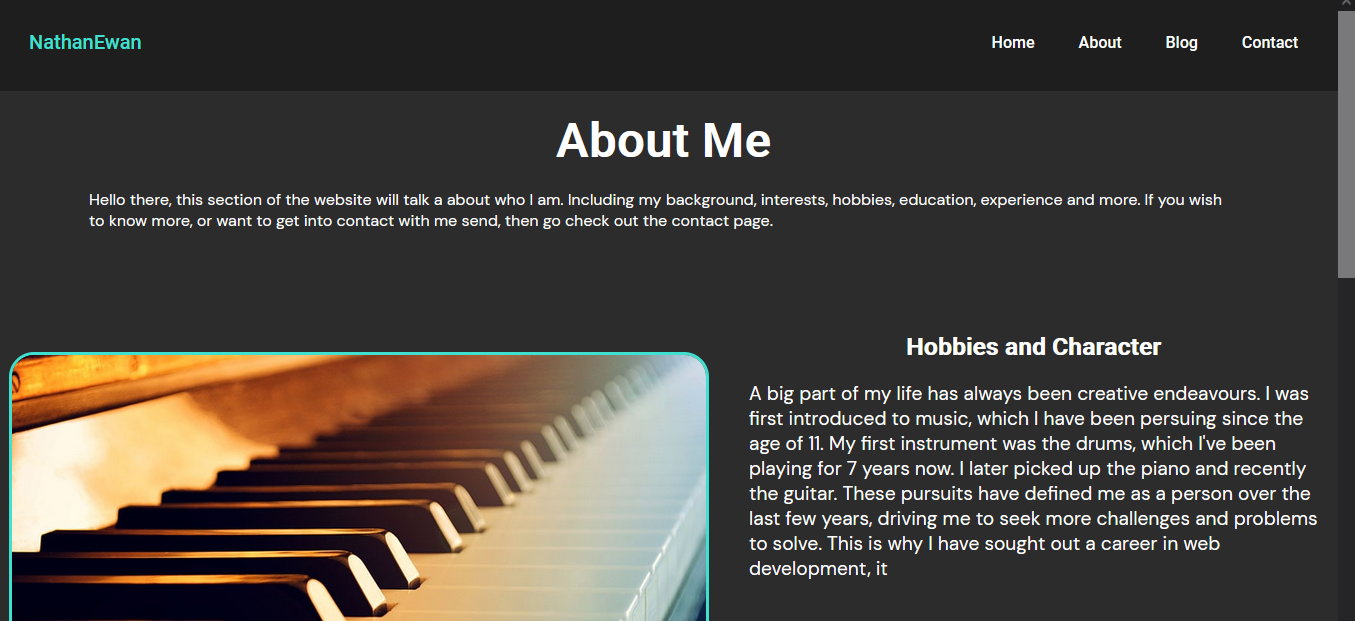 NathanEwan
Home About Blog Contact
About Me
Hello there, this section of the website will talk a about who I am. Including my background, interests, hobbies, education, experience and more. If you wish
to know more, or want to get into contact with me send, then go check out the contact page.
Hobbies and Character
A big part of my life has always been creative endeavours. I was
first introduced to music, which I have been persuing since the
age of 11. My first instrument was the drums, which I've been
playing for 7 years now. I later picked up the piano and recently
the guitar. These pursuits have defined me as a person over the
last few years, driving me to seek more challenges and problems
to solve. This is why I have sought out a career in web
development, it